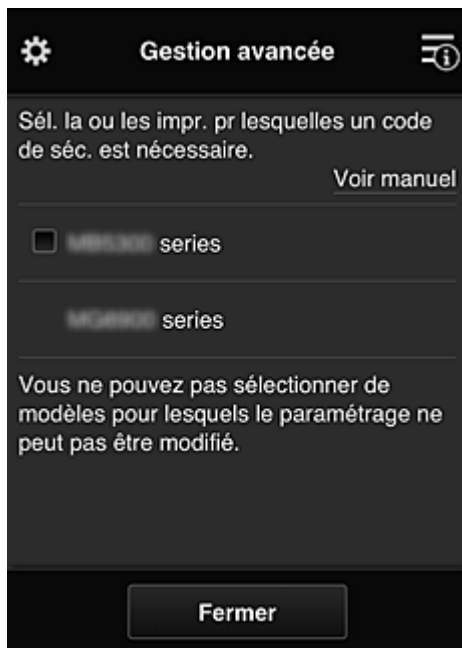 Gestion avancée
Sél. la ou les impr. pr lesquelles un code
de séc. est nécessaire.
Voir manuel
series
series
Vous ne pouvez pas sélectionner de
modèles pour lesquels le paramétrage ne
peut pas être modifié.
Fermer